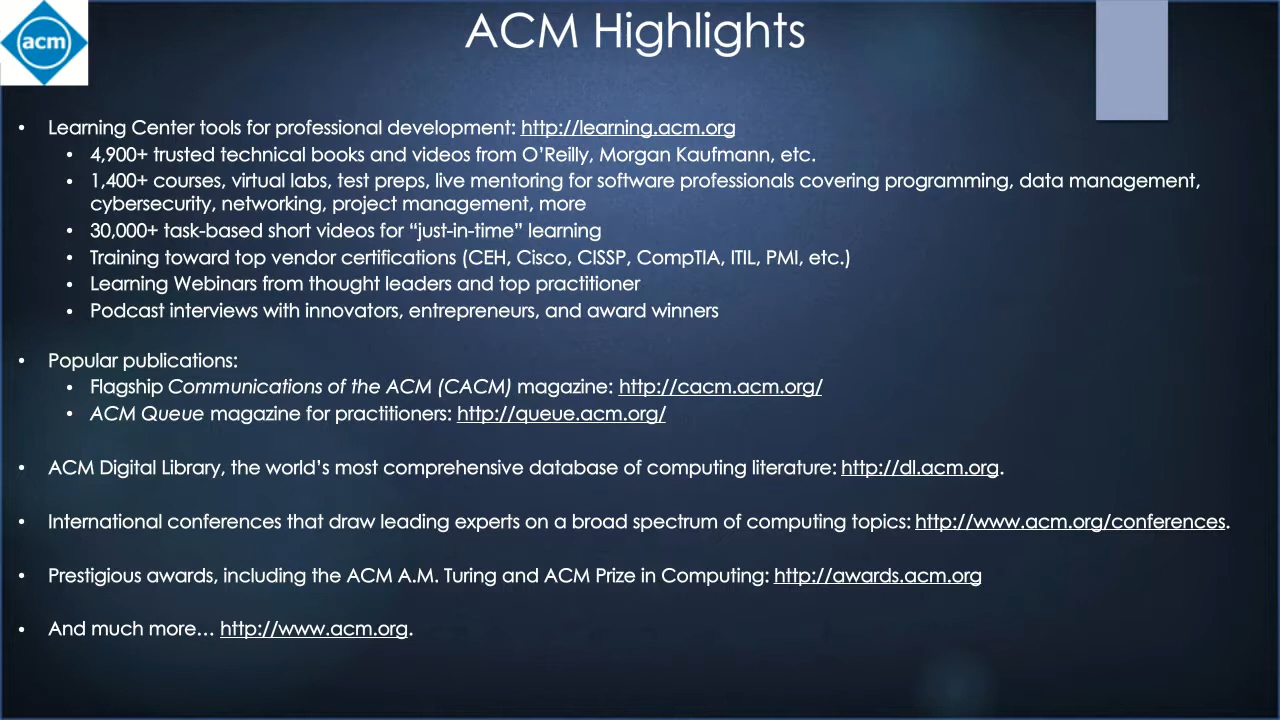 acm
ACM Highlights
• Learning Center tools for professional development: http://learning.acm.org
• 4,900+ trusted technical books and videos from O’Reilly, Morgan Kaufmann, etc.
• 1,400+ courses, virtual labs, test preps, live mentoring for software professionals covering programming, data management,
cybersecurity, networking, project management, more
• 30,000+ task-based short videos for “just-in-time” learning
• Training toward top vendor certifications (CEH, Cisco, CISSP, CompTIA, ITIL, PMI, etc.)
• Learning Webinars from thought leaders and top practitioner
• Podcast interviews with innovators, entrepreneurs, and award winners
• Popular publications:
• Flagship Communications of the ACM (CACM) magazine: http://cacm.acm.org/
• ACM Queue magazine for practitioners: http://queue.acm.org/
• ACM Digital Library, the world’s most comprehensive database of computing literature: http://dl.acm.org.
• International conferences that draw leading experts on a broad spectrum of computing topics: http://www.acm.org/conferences.
• Prestigious awards, including the ACM A.M. Turing and ACM Prize in Computing: http://awards.acm.org
• And much more… http://www.acm.org.